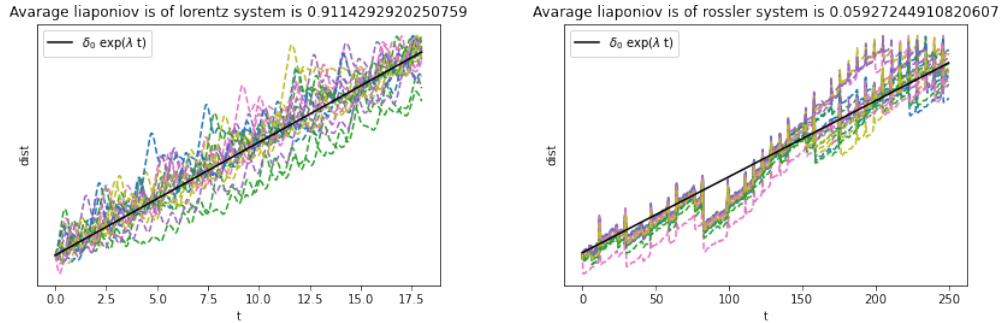 Avarage liaponiov is of lorentz system is 0.9114292920250759
δ₀ exp(λ t)
dist
0.0 2.5 5.0 7.5 10.0 12.5 15.0 17.5
t
Avarage liaponiov is of rossler system is 0.05927244910820607
δ₀ exp(λ t)
dist
0 50 100 150 200 250
t